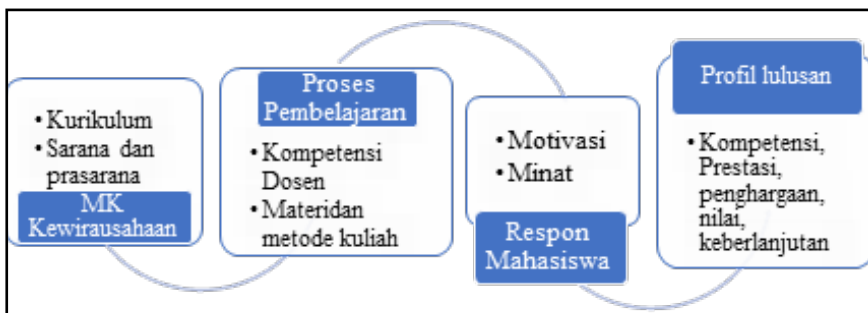 • Kurikulum
• Sarana dan
prasarana
MK
Kewirausahaan
Proses
Pembelajaran
• Kompetensi
Dosen
• Materidan
metode kuliah
• Motivasi
• Minat
Respon
Mahasiswa
Profil lulusan
• Kompetensi,
Prestasi,
penghargaan,
nilai,
keberlanjutan